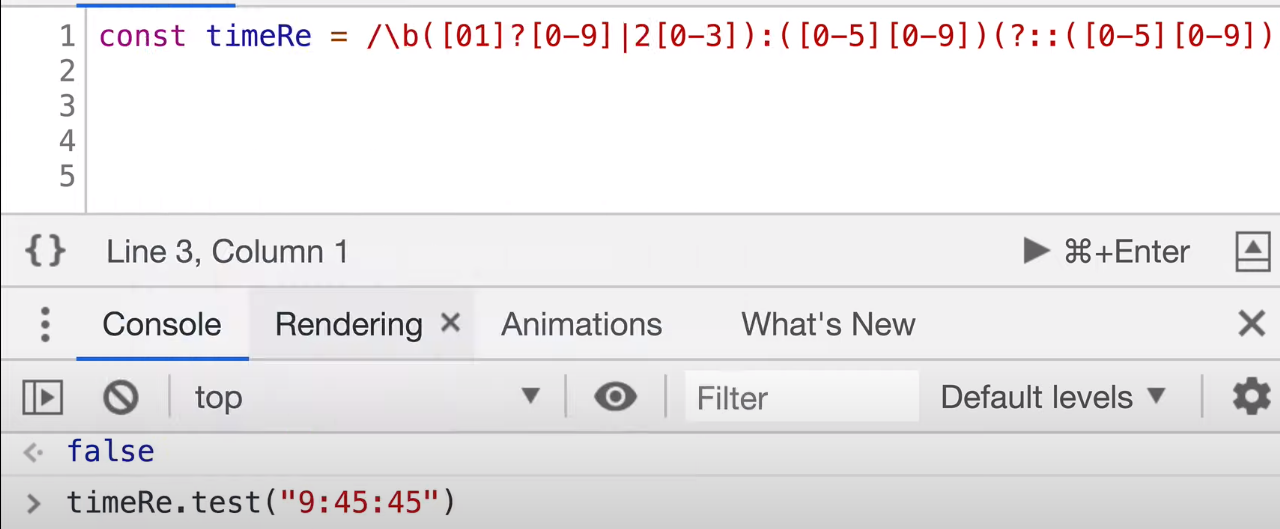 1 const timeRe = /\b([01]?[0-9]|2[0-3]):([0-5][0-9])(?::([0-5][0-9])
2
3
4
5
{} Line 3, Column 1 ⌘+Enter
Console Rendering × Animations What's New ×
top Filter Default levels ▼
false
> timeRe.test("9:45:45")